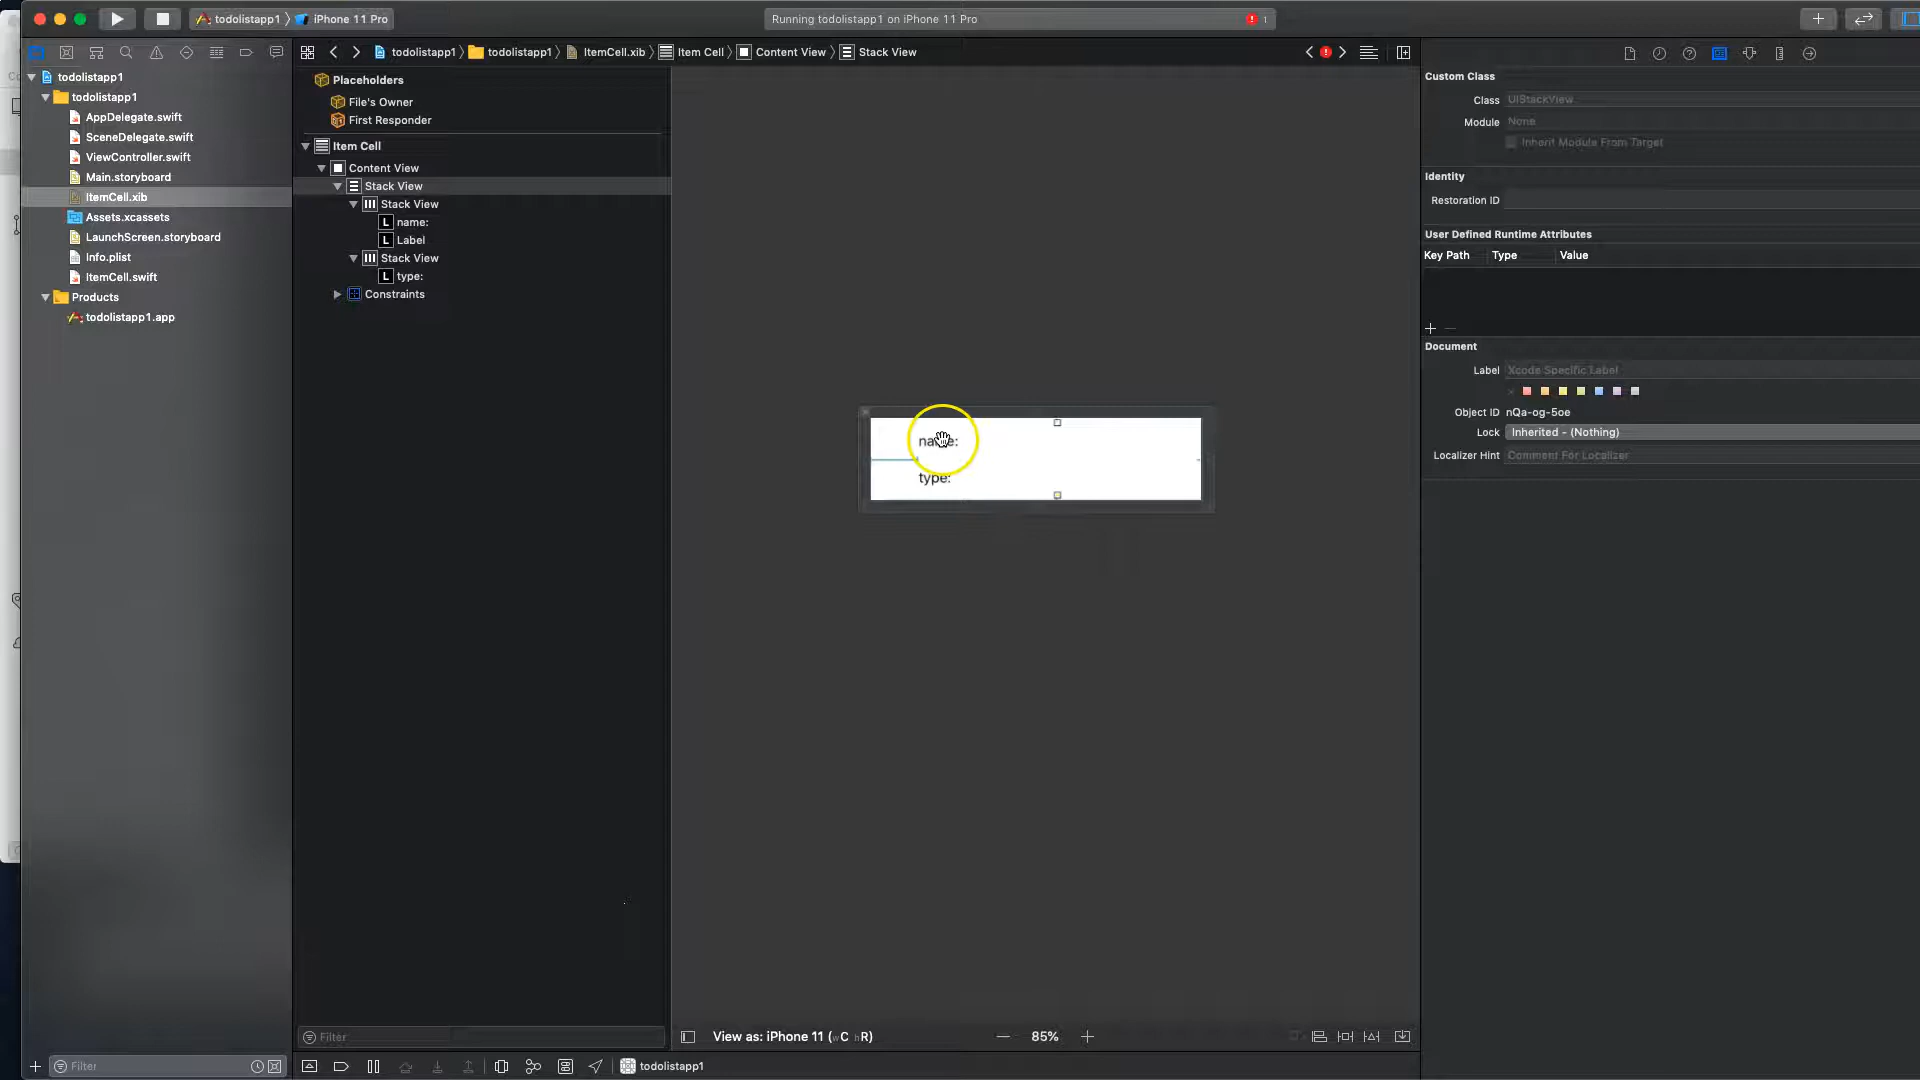 todolistapp1 〉 iPhone 11 Pro
Running todolistapp1 on iPhone 11 Pro
1
todolistapp1 〉 todolistapp1 〉 ItemCell.xib 〉 Item Cell 〉 Content View 〉 Stack View
todolistapp1
todolistapp1
AppDelegate.swift
SceneDelegate.swift
ViewController.swift
Main.storyboard
ItemCell.xib
Assets.xcassets
LaunchScreen.storyboard
Info.plist
ItemCell.swift
Products
todolistapp1.app
Filter
Placeholders
File's Owner
First Responder
Item Cell
Content View
Stack View
Stack View
L name:
L Label
Stack View
L type:
Constraints
Filter
name:
type:
View as: iPhone 11 (wC hR)
85%
todolistapp1
Custom Class
Class UIStackView
Module None
Inherit Module From Target
Identity
Restoration ID
User Defined Runtime Attributes
Key Path Type Value
Document
Label Xcode Specific Label
Object ID nQa-og-5oe
Lock Inherited - (Nothing)
Localizer Hint Comment For Localizer